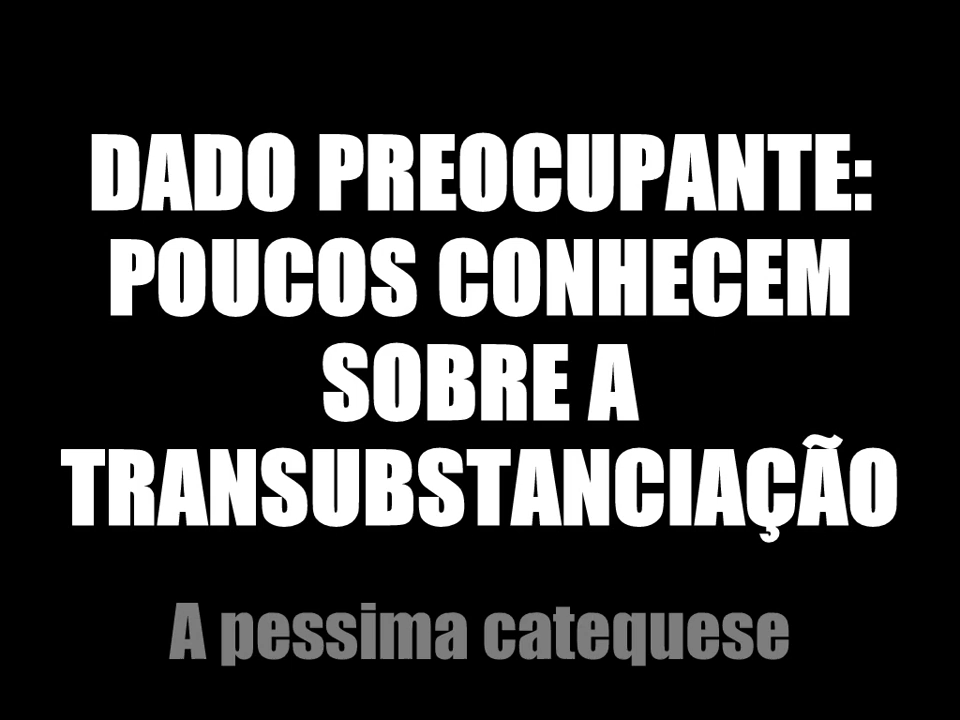 DADO PREOCUPANTE:
POUCOS CONHECEM
SOBRE A
TRANSUBSTANCIAÇÃO
A pessima catequese